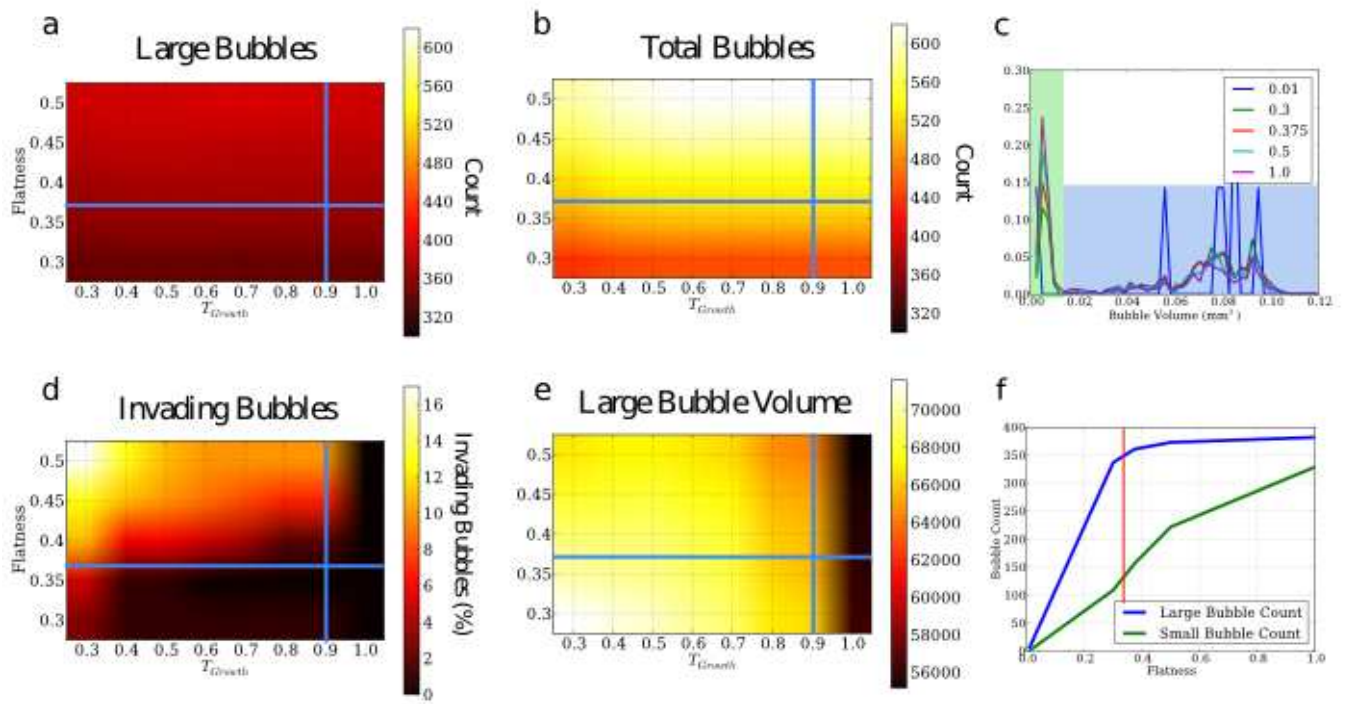 a
Large Bubbles
Flatness
0.5
0.45
0.4
0.35
0.3
0.3 0.4 0.5 0.6 0.7 0.8 0.9 1.0
T_Growth
600
560
520
480
440
400
360
320
Count
b
Total Bubbles
0.5
0.45
0.4
0.35
0.3
0.3 0.4 0.5 0.6 0.7 0.8 0.9 1.0
T_Growth
600
560
520
480
440
400
360
320
Count
c
0.30
0.25
0.20
0.15
0.10
0.05
0.00
0.01
0.3
0.375
0.5
1.0
0.00 0.02 0.04 0.06 0.08 0.10 0.12
Bubble Volume (mm³)
d
Invading Bubbles
Flatness
0.5
0.45
0.4
0.35
0.3
0.3 0.4 0.5 0.6 0.7 0.8 0.9 1.0
T_Growth
16
14
12
10
8
6
4
2
0
Invading Bubbles (%)
e
Large Bubble Volume
0.5
0.45
0.4
0.35
0.3
0.3 0.4 0.5 0.6 0.7 0.8 0.9 1.0
T_Growth
70000
68000
66000
64000
62000
60000
58000
56000
f
Bubble Count
400
350
300
250
200
150
100
50
0
Large Bubble Count
Small Bubble Count
0.0 0.2 0.4 0.6 0.8 1.0
Flatness